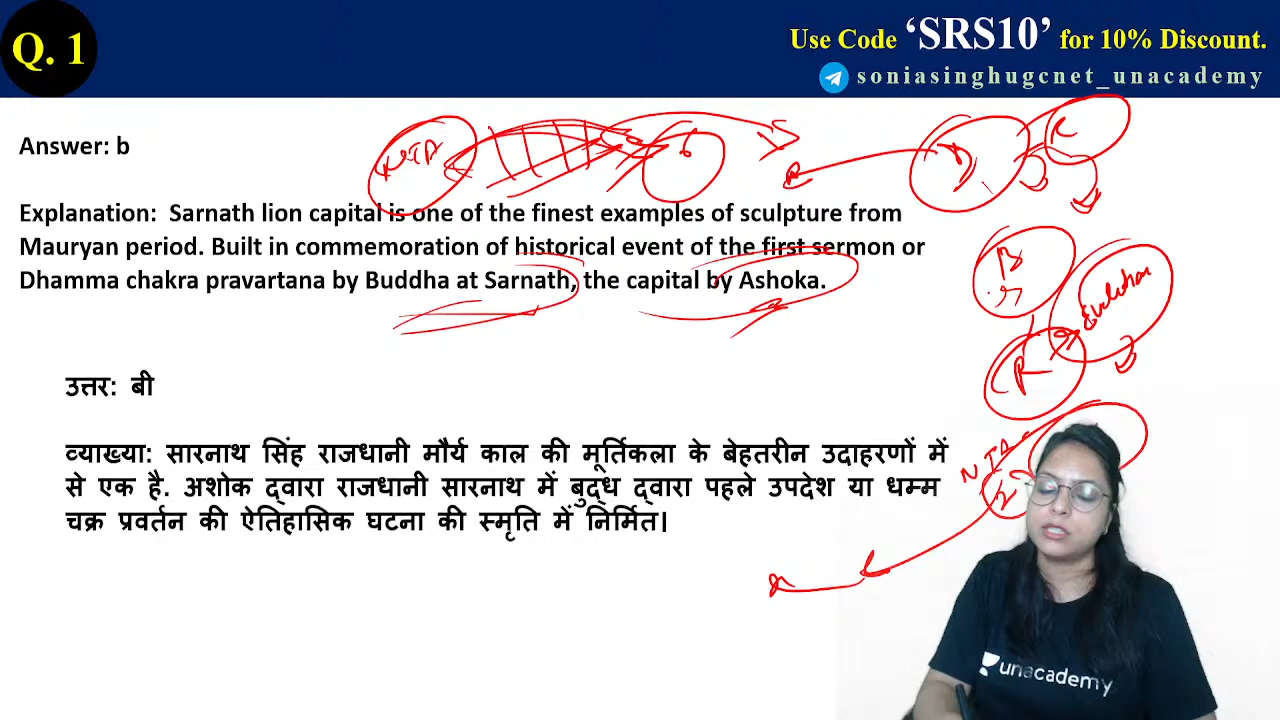 Q. 1
Use Code ‘SRS10’ for 10% Discount.
soniasinghugcnet_unacademy
Answer: b
Explanation: Sarnath lion capital is one of the finest examples of sculpture from
Mauryan period. Built in commemoration of historical event of the first sermon or
Dhamma chakra pravartana by Buddha at Sarnath, the capital by Ashoka.
उत्तर: बी
व्याख्या: सारनाथ सिंह राजधानी मौर्य काल की मूर्तिकला के बेहतरीन उदाहरणों में
से एक है. अशोक द्वारा राजधानी सारनाथ में बुद्ध द्वारा पहले उपदेश या धम्म
चक्र प्रवर्तन की ऐतिहासिक घटना की स्मृति में निर्मित।
NTA
unacademy